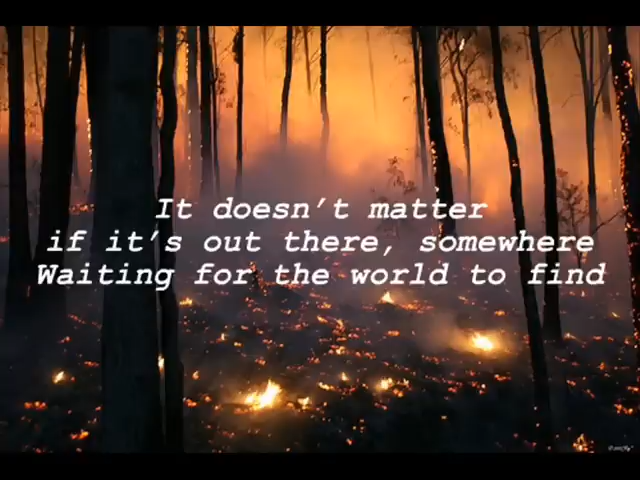 It doesn't matter
if it's out there, somewhere
Waiting for the world to find